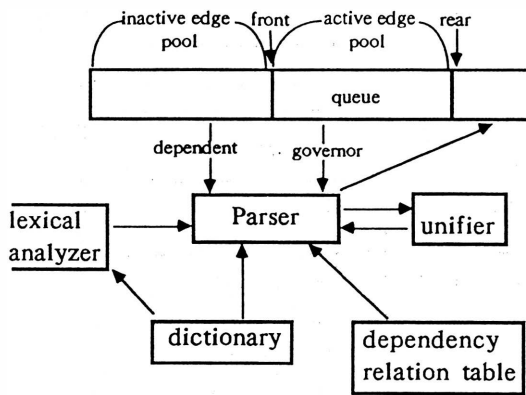 inactive edge
pool
front
active edge
pool
rear
queue
dependent
governor
lexical
analyzer
Parser
unifier
dictionary
dependency
relation table